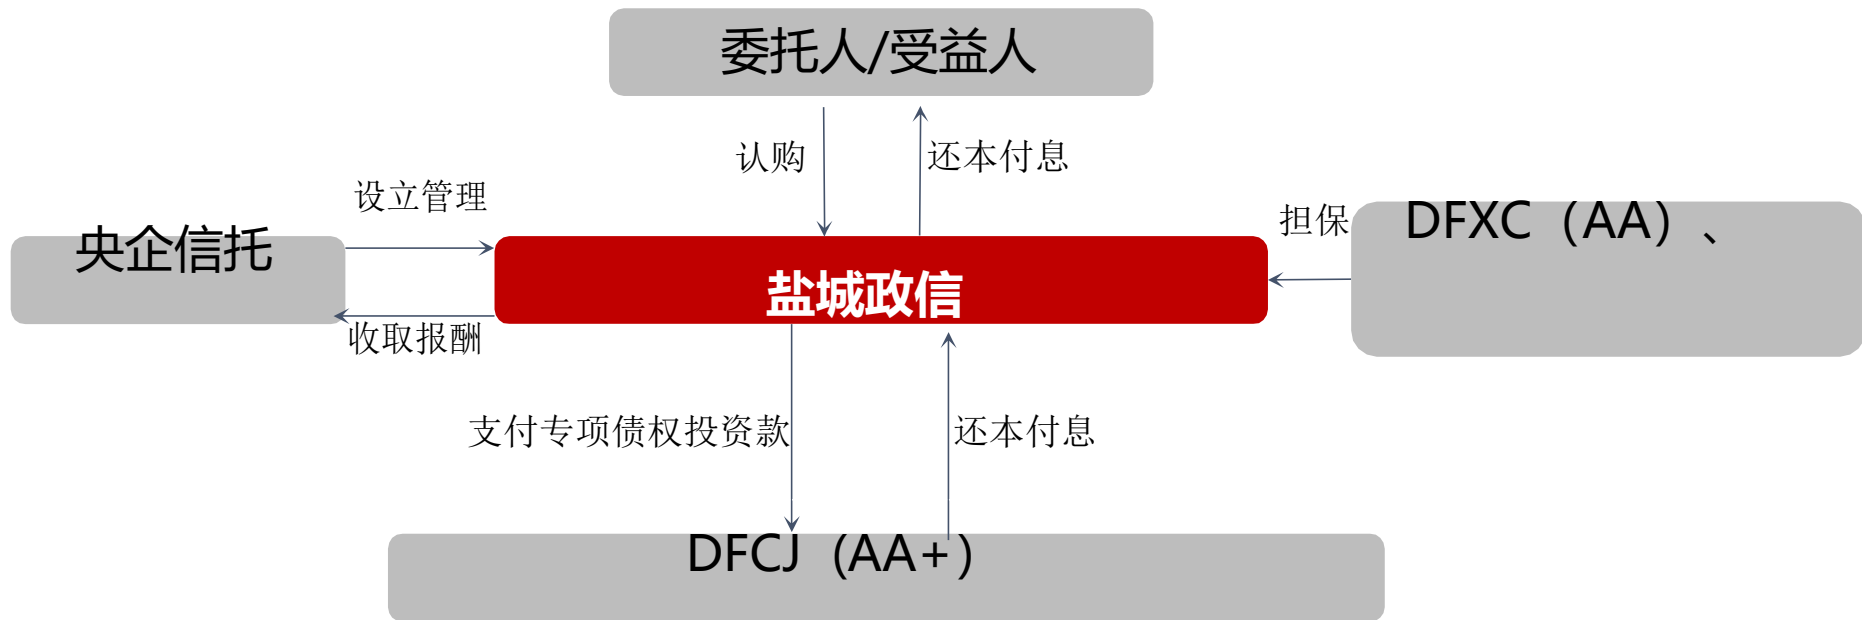 委托人/受益人
认购
还本付息
设立管理
担保
DFXC（AA）、
央企信托
盐城政信
收取报酬
支付专项债权投资款
还本付息
DFCJ（AA+）